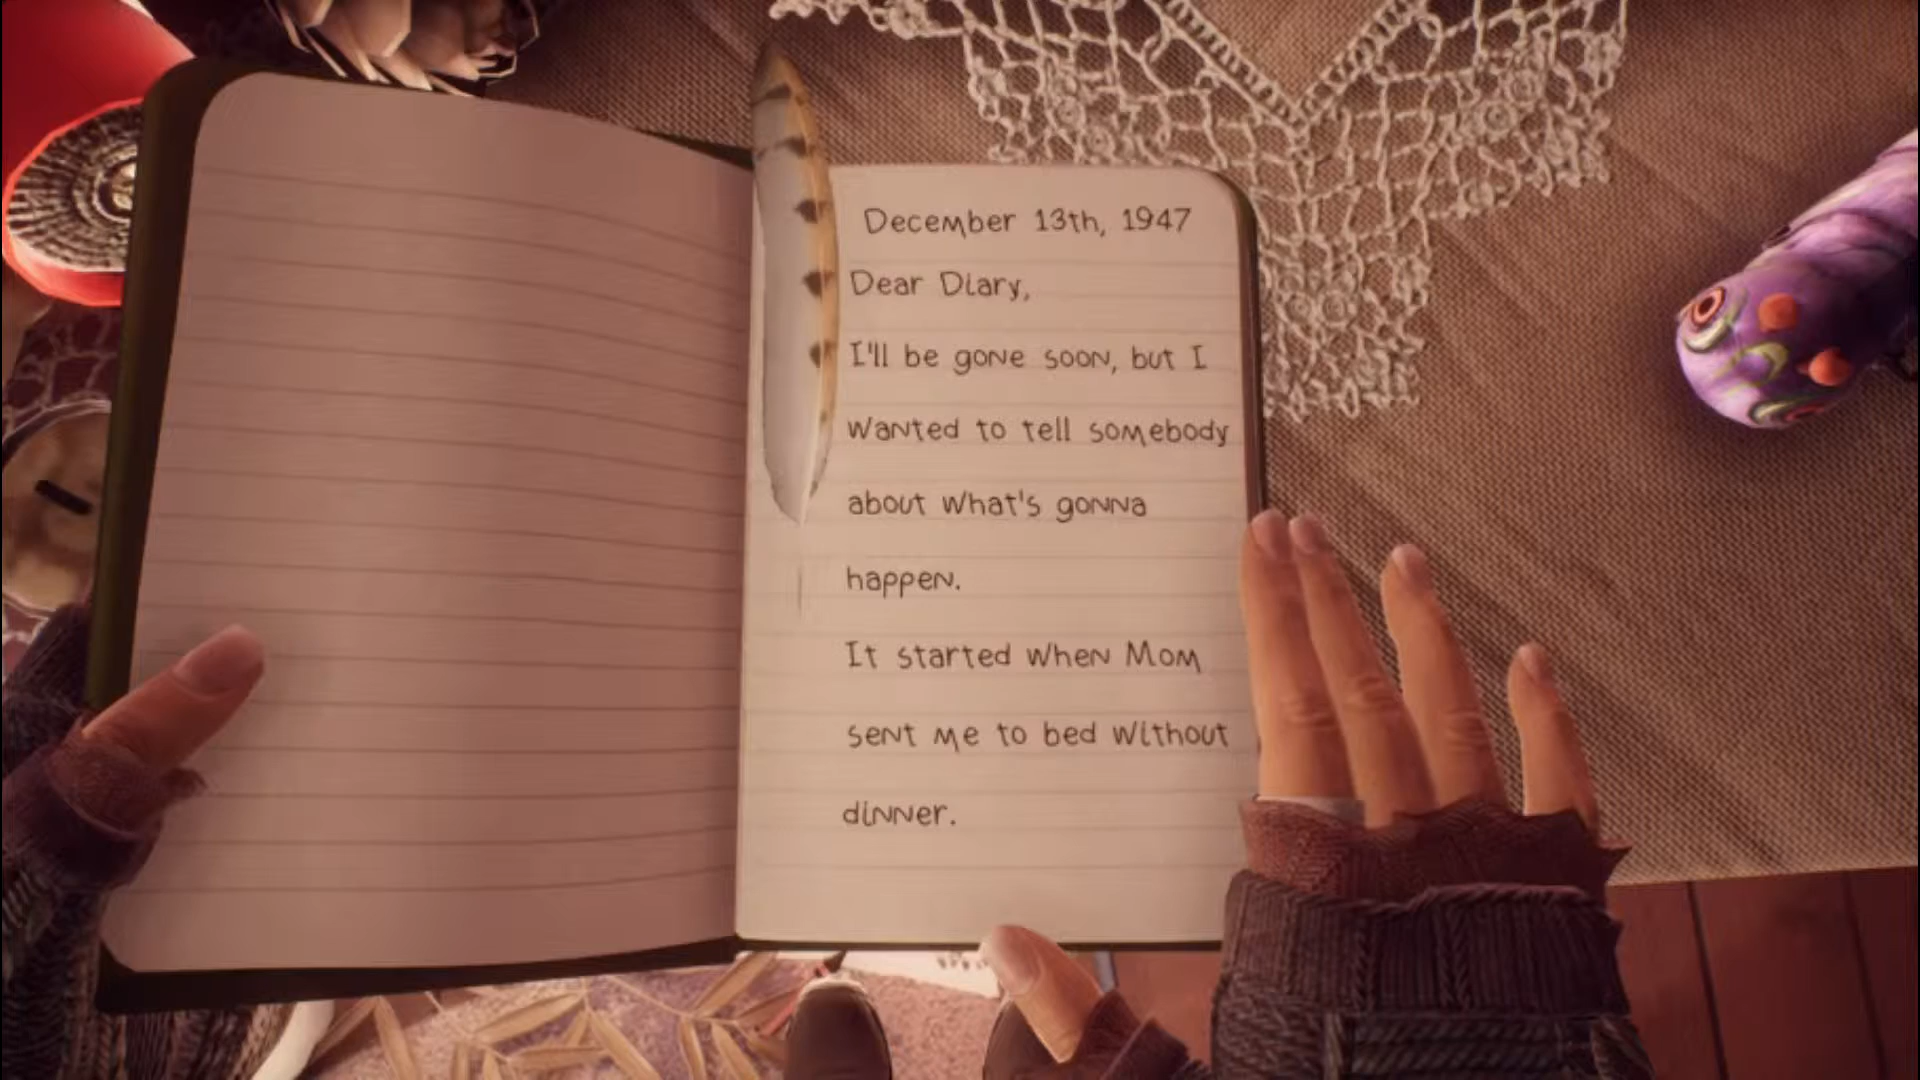 December 13th, 1947
Dear Diary,
I'll be gone soon, but I
wanted to tell somebody
about what's gonna
happen.
It started when Mom
sent me to bed without
dinner.